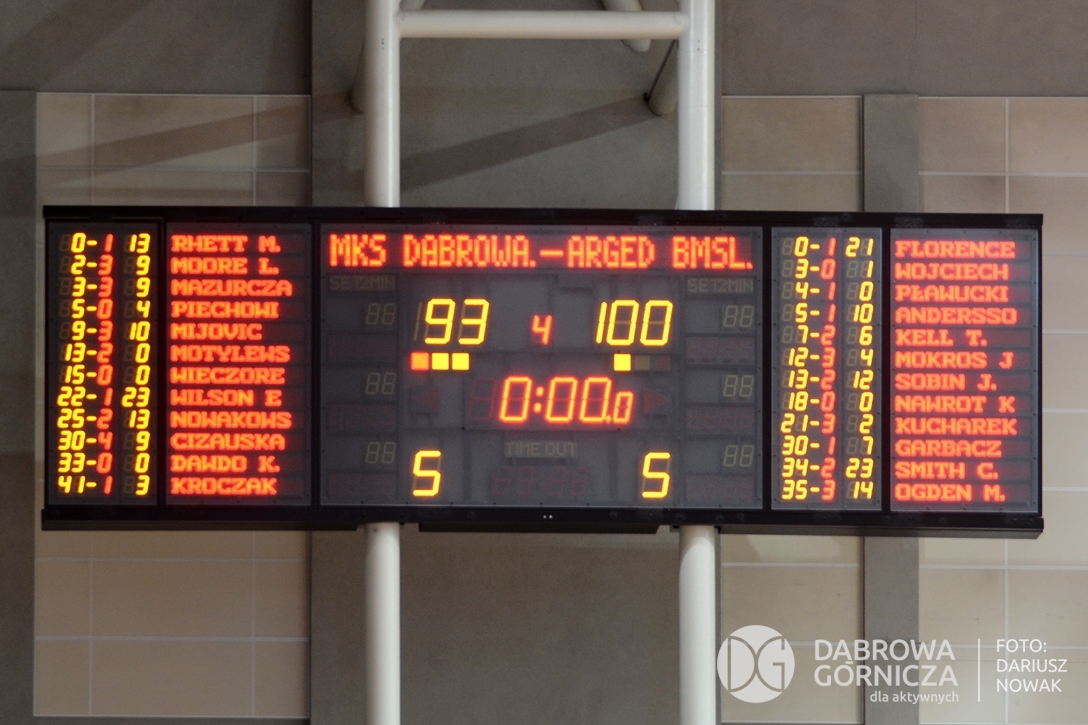 MKS DABROWA.-ARGED BMSL.
0-1 13 RHETT M.
2-3 9 MOORE L.
3-3 9 MAZURCZA
5-0 4 PIECHOWI
9-3 10 MIJOVIC
13-2 0 MOTYLEWS
15-0 0 WIECZORE
22-1 23 WILSON E
25-2 13 NOWAKOWS
30-4 9 CIZAUSKA
33-0 0 DAWDO K.
41-1 3 KROCZAK
SET2MIN SET2MIN
93 4 100
0:00.0
TIME OUT
5 5
0-1 21 FLORENCE
3-0 1 WOJCIECH
4-1 0 PŁAWUCKI
5-1 10 ANDERSSO
7-2 6 KELL T.
12-3 4 MOKROS J
13-2 12 SOBIN J.
18-0 0 NAWROT K
21-3 2 KUCHAREK
30-1 7 GARBACZ
34-2 23 SMITH C.
35-3 14 OGDEN M.
DG
DĄBROWA
GÓRNICZA
dla aktywnych
FOTO:
DARIUSZ
NOWAK